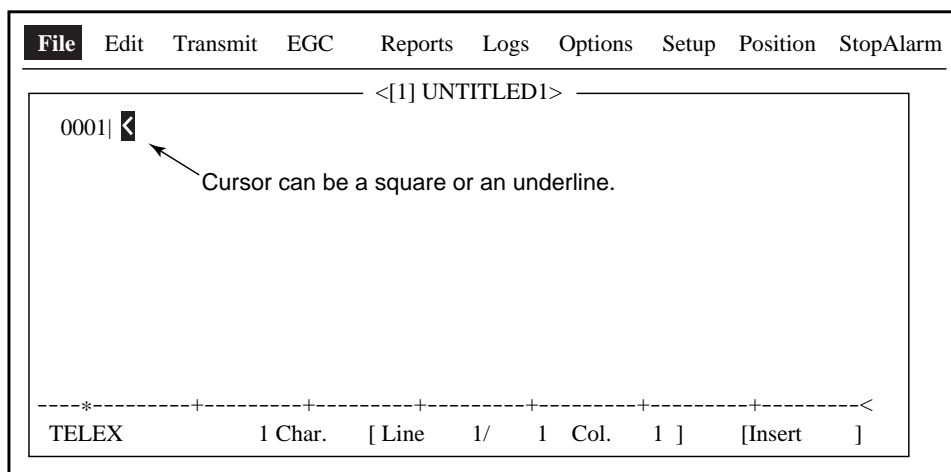 File Edit Transmit EGC Reports Logs Options Setup Position StopAlarm
<[1] UNTITLED1>
0001| <
Cursor can be a square or an underline.
----*---------+---------+---------+---------+---------+---------+---------<
TELEX 1 Char. [ Line 1/ 1 Col. 1 ] [Insert ]